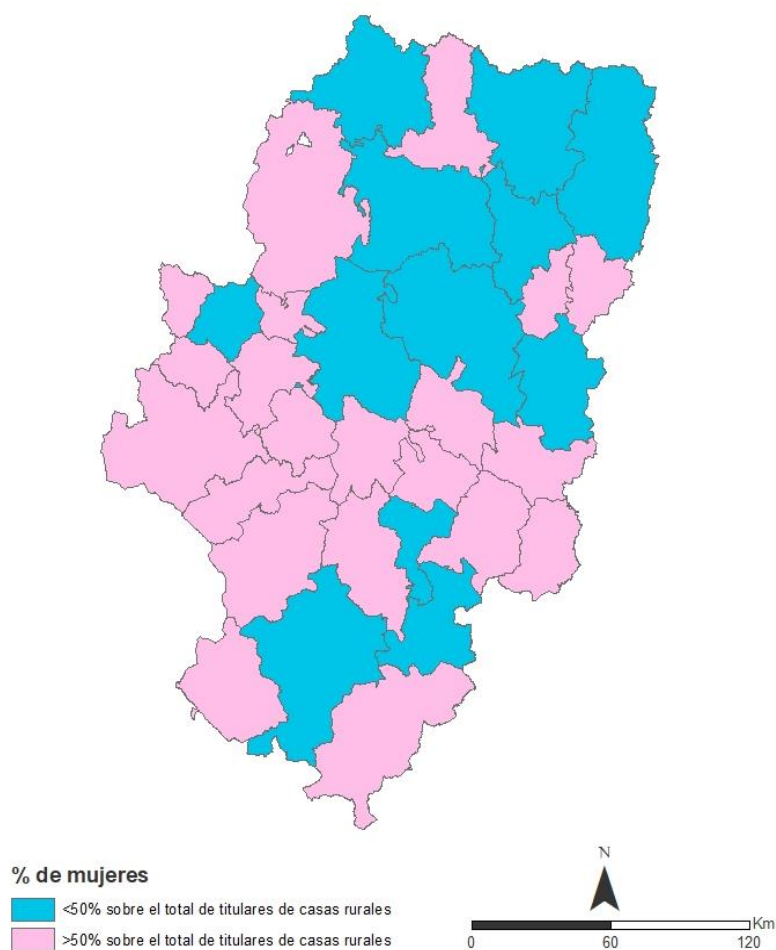 % de mujeres
<50% sobre el total de titulares de casas rurales
>50% sobre el total de titulares de casas rurales
N
Km
0 60 120